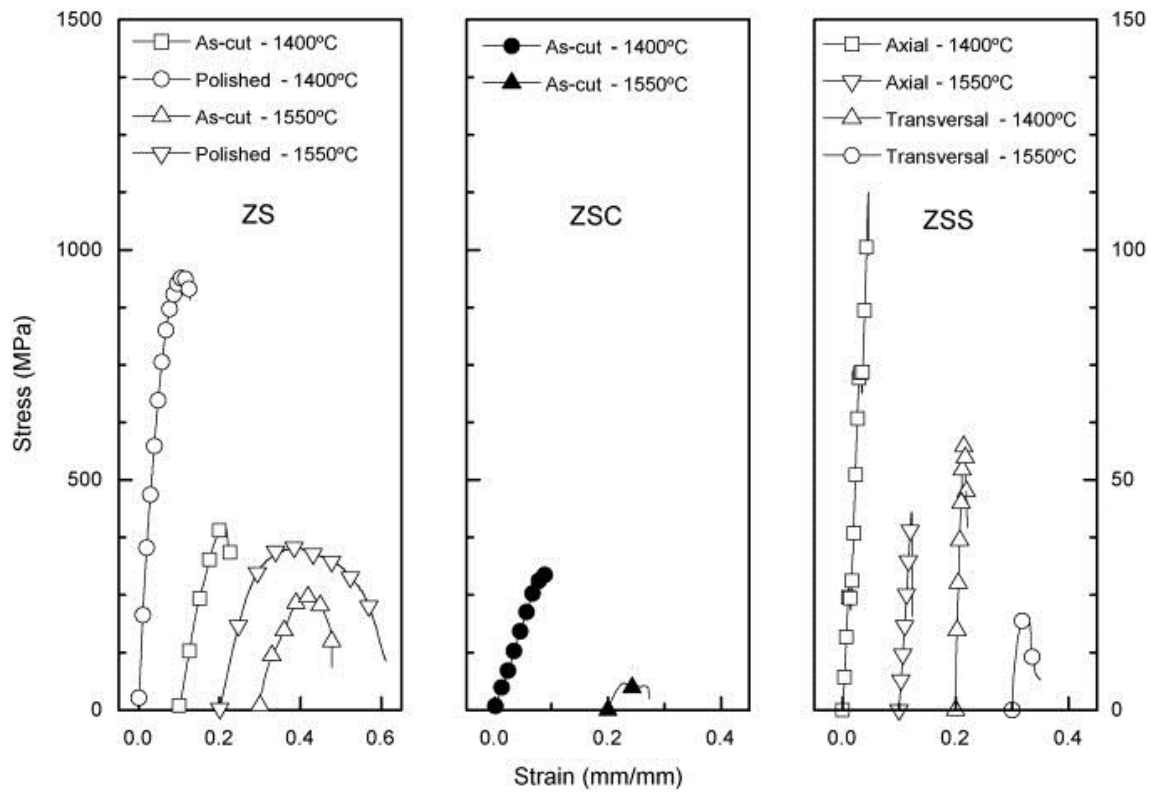 Stress (MPa)
1500
1000
500
0
As-cut - 1400ºC
Polished - 1400ºC
As-cut - 1550ºC
Polished - 1550ºC
ZS
0.0 0.2 0.4 0.6
As-cut - 1400ºC
As-cut - 1550ºC
ZSC
0.0 0.2 0.4
Axial - 1400ºC
Axial - 1550ºC
Transversal - 1400ºC
Transversal - 1550ºC
ZSS
0.0 0.2 0.4
150
100
50
0
Strain (mm/mm)